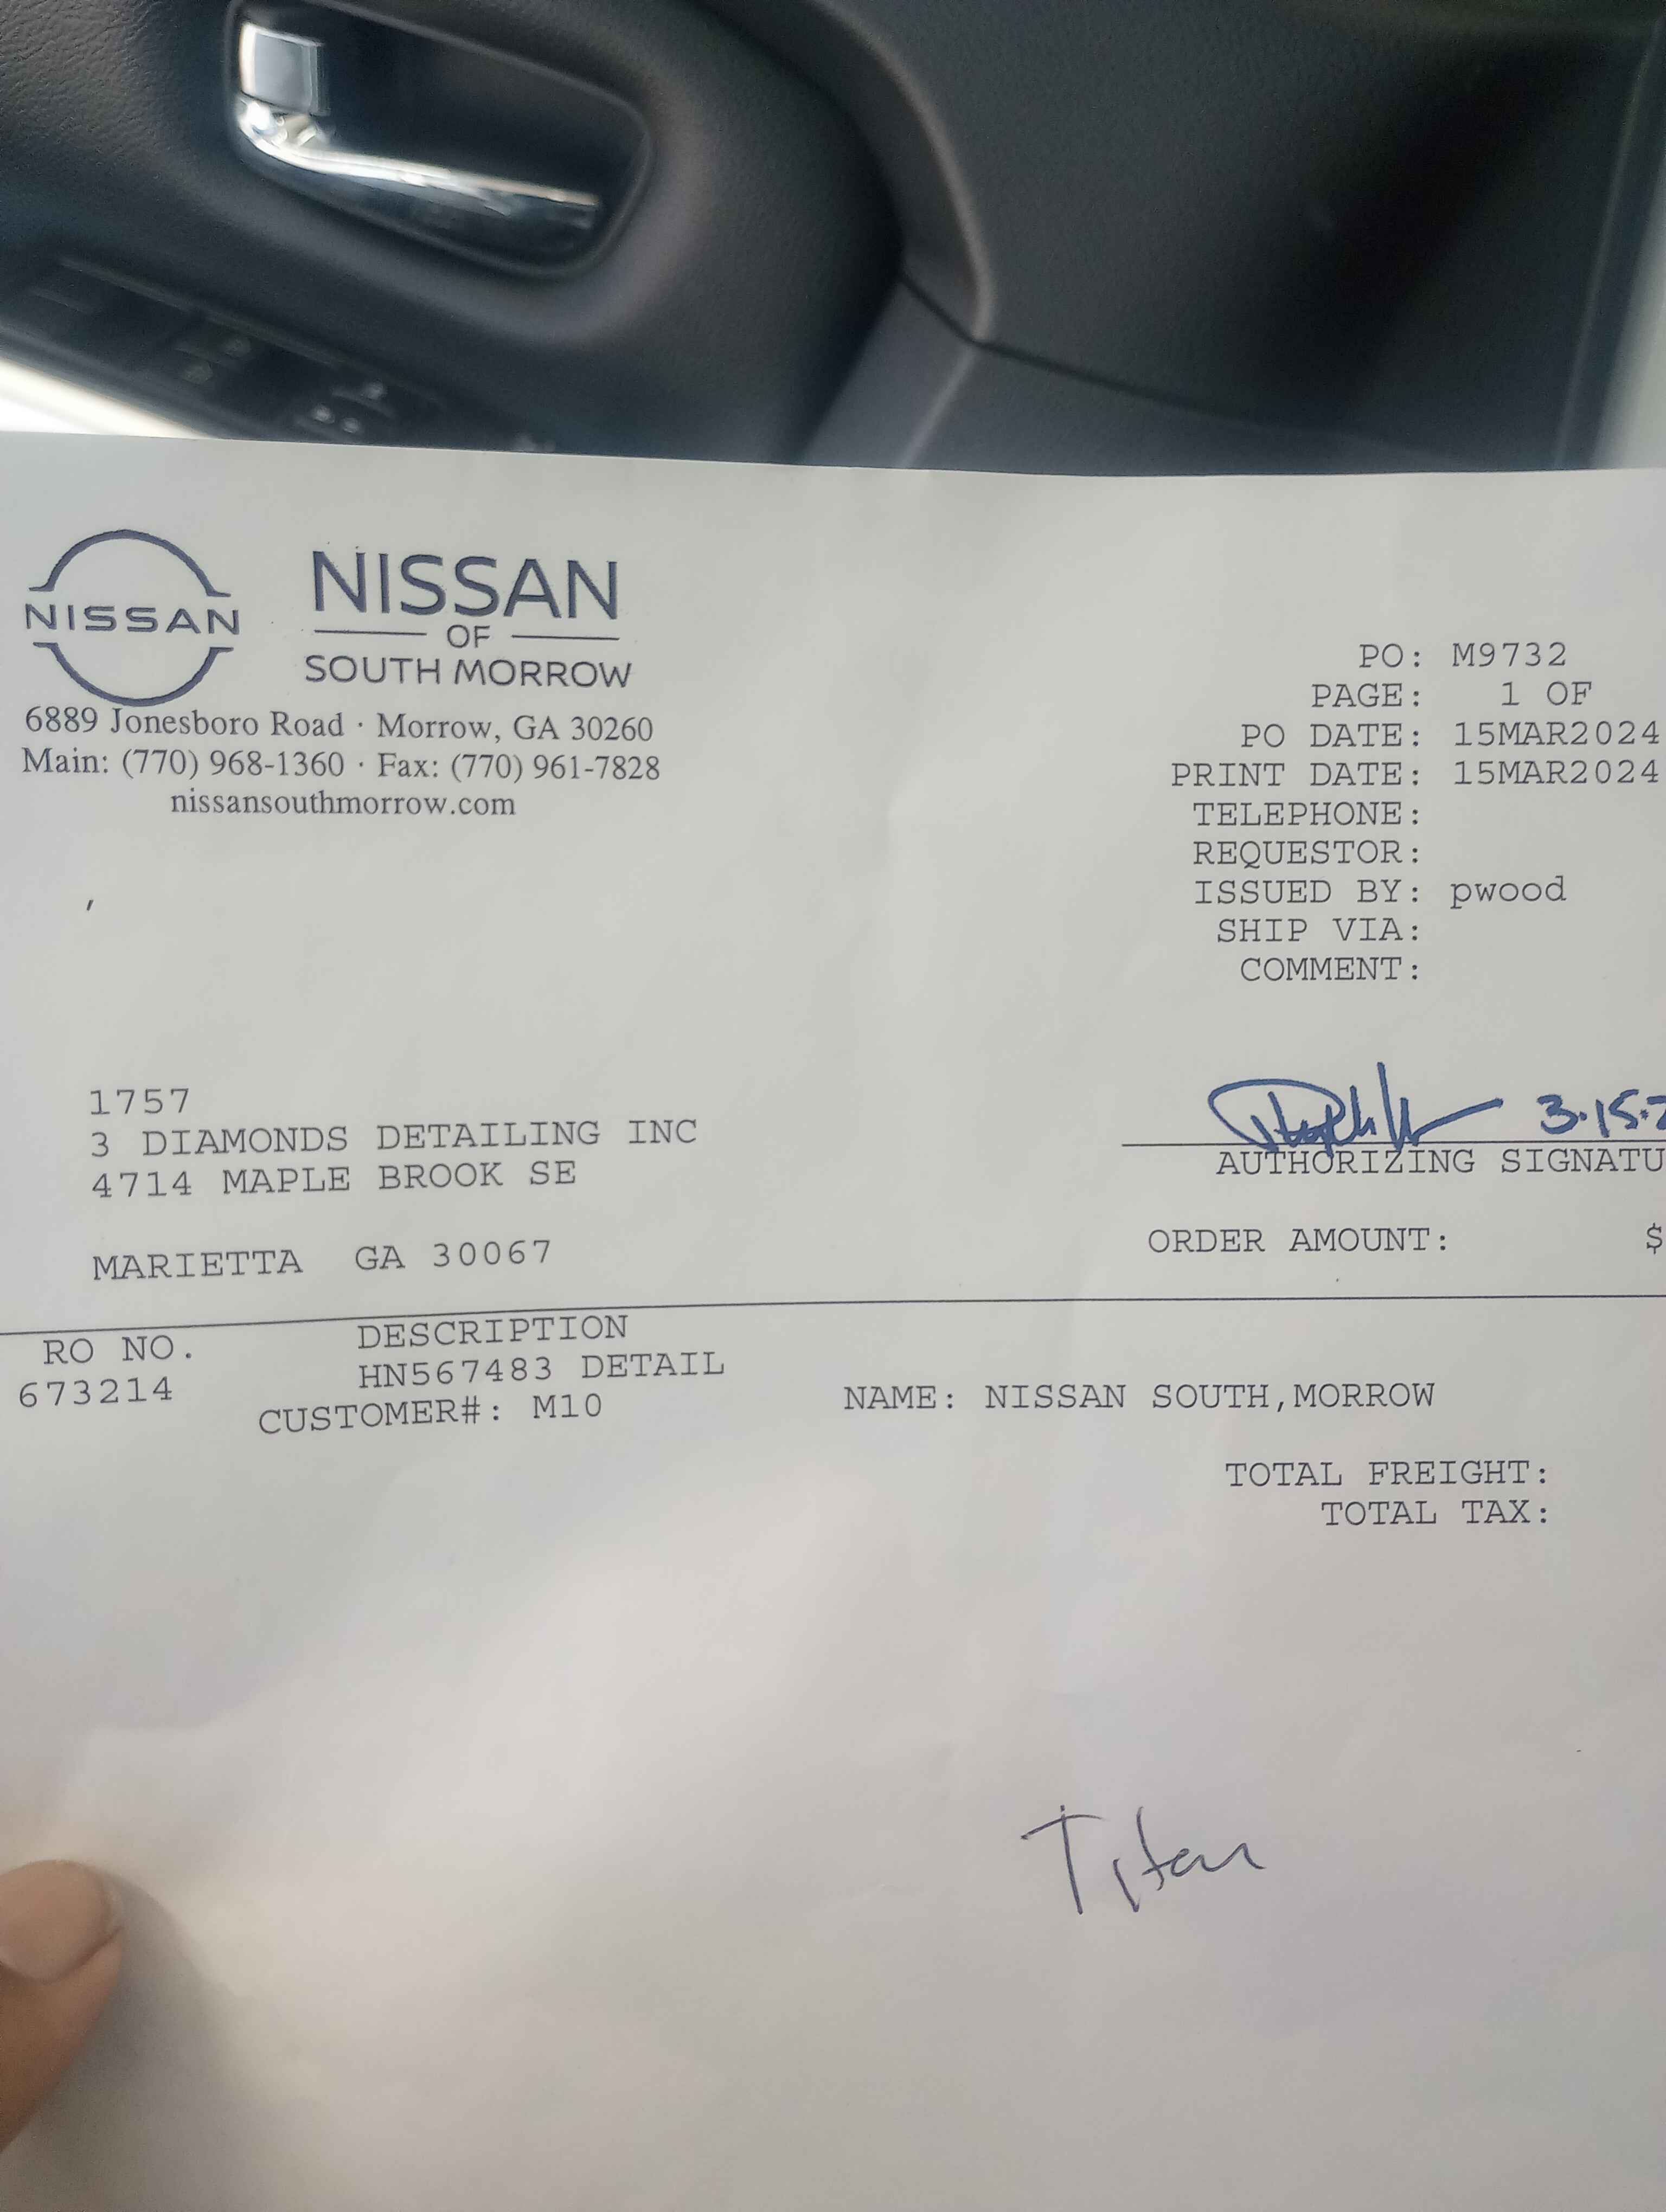 NISSAN
NISSAN
OF
SOUTH MORROW
6889 Jonesboro Road · Morrow, GA 30260
Main: (770) 968-1360 · Fax: (770) 961-7828
nissansouthmorrow.com
PO: M9732
PAGE: 1 OF
PO DATE: 15MAR2024
PRINT DATE: 15MAR2024
TELEPHONE:
REQUESTOR:
ISSUED BY: pwood
SHIP VIA:
COMMENT:
1757
3 DIAMONDS DETAILING INC
4714 MAPLE BROOK SE
MARIETTA GA 30067
3.15.2
AUTHORIZING SIGNATU
ORDER AMOUNT: $
RO NO. DESCRIPTION
673214 HN567483 DETAIL
CUSTOMER#: M10 NAME: NISSAN SOUTH,MORROW
TOTAL FREIGHT:
TOTAL TAX:
Titan